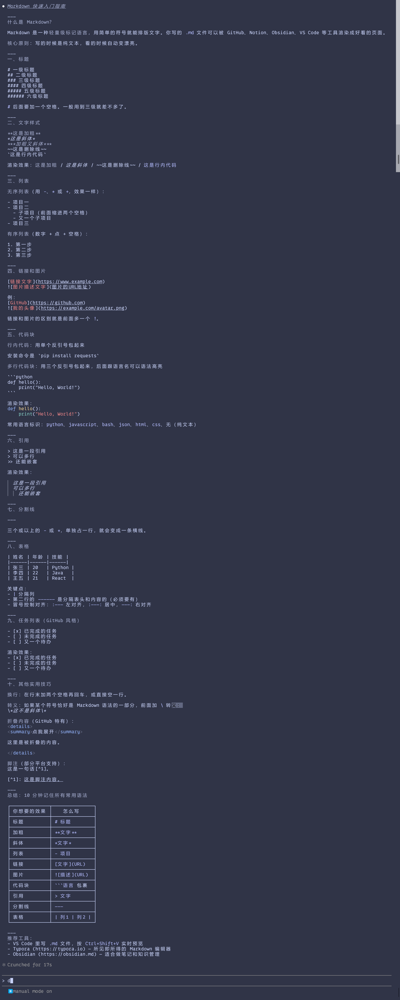 ● Markdown 快速入门指南
---
什么是 Markdown?
Markdown 是一种轻量级标记语言，用简单的符号就能排版文字。你写的 .md 文件可以被 GitHub、Notion、Obsidian、VS Code 等工具渲染成好看的页面。
核心原则：写的时候是纯文本，看的时候自动变漂亮。
---
一、标题
# 一级标题
## 二级标题
### 三级标题
#### 四级标题
##### 五级标题
###### 六级标题
# 后面要加一个空格。一般用到三级就差不多了。
---
二、文字样式
**这是加粗**
*这是斜体*
***加粗又斜体***
~~这是删除线~~
`这是行内代码`
渲染效果：这是加粗 / 这是斜体 / ~~这是删除线~~ / 这是行内代码
---
三、列表
无序列表（用 -、* 或 +，效果一样）：
- 项目一
- 项目二
  - 子项目（前面缩进两个空格）
  - 又一个子项目
- 项目三
有序列表（数字 + 点 + 空格）：
1. 第一步
2. 第二步
3. 第三步
---
四、链接和图片
[链接文字](https://www.example.com)
![图片描述文字](图片的URL地址)
例：
[GitHub](https://github.com)
![我的头像](https://example.com/avatar.png)
链接和图片的区别就是前面多一个 !。
---
五、代码块
行内代码：用单个反引号包起来
安装命令是 `pip install requests`
多行代码块：用三个反引号包起来，后面跟语言名可以语法高亮
```python
def hello():
    print("Hello, World!")
```
渲染效果：
def hello():
    print("Hello, World!")
常用语言标识：python、javascript、bash、json、html、css、无（纯文本）
---
六、引用
> 这是一段引用
> 可以多行
>> 还能嵌套
渲染效果：
这是一段引用
可以多行
还能嵌套
---
七、分割线
---
三个或以上的 - 或 *，单独占一行，就会变成一条横线。
---
八、表格
| 姓名 | 年龄 | 技能 |
|------|------|------|
| 张三 | 20   | Python |
| 李四 | 22   | Java   |
| 王五 | 21   | React  |
关键点：
- | 分隔列
- 第二行的 ------ 是分隔表头和内容的（必须要有）
- 冒号控制对齐：:--- 左对齐，:---: 居中，---: 右对齐
---
九、任务列表（GitHub 风格）
- [x] 已完成的任务
- [ ] 未完成的任务
- [ ] 又一个待办
渲染效果：
- [x] 已完成的任务
- [ ] 未完成的任务
- [ ] 又一个待办
---
十、其他实用技巧
换行：在行末加两个空格再回车，或直接空一行。
转义：如果某个符号恰好是 Markdown 语法的一部分，前面加 \ 转义：
\*这不是斜体\*
折叠内容（GitHub 特有）：
<details>
<summary>点我展开</summary>
这里是被折叠的内容。
</details>
脚注（部分平台支持）：
这是一句话[^1]。
[^1]: 这是脚注内容。
---
总结：10 分钟记住所有常用语法
你想要的效果 怎么写
标题 # 标题
加粗 **文字**
斜体 *文字*
列表 - 项目
链接 [文字](URL)
图片 ![描述](URL)
代码块 ```语言 包裹
引用 > 文字
分割线 ---
表格 | 列1 | 列2 |
---
推荐工具：
- VS Code 里写 .md 文件，按 Ctrl+Shift+V 实时预览
- Typora (https://typora.io) — 所见即所得的 Markdown 编辑器
- Obsidian (https://obsidian.md) — 适合做笔记和知识管理
✻ Crunched for 17s
> d
⏸ manual mode on